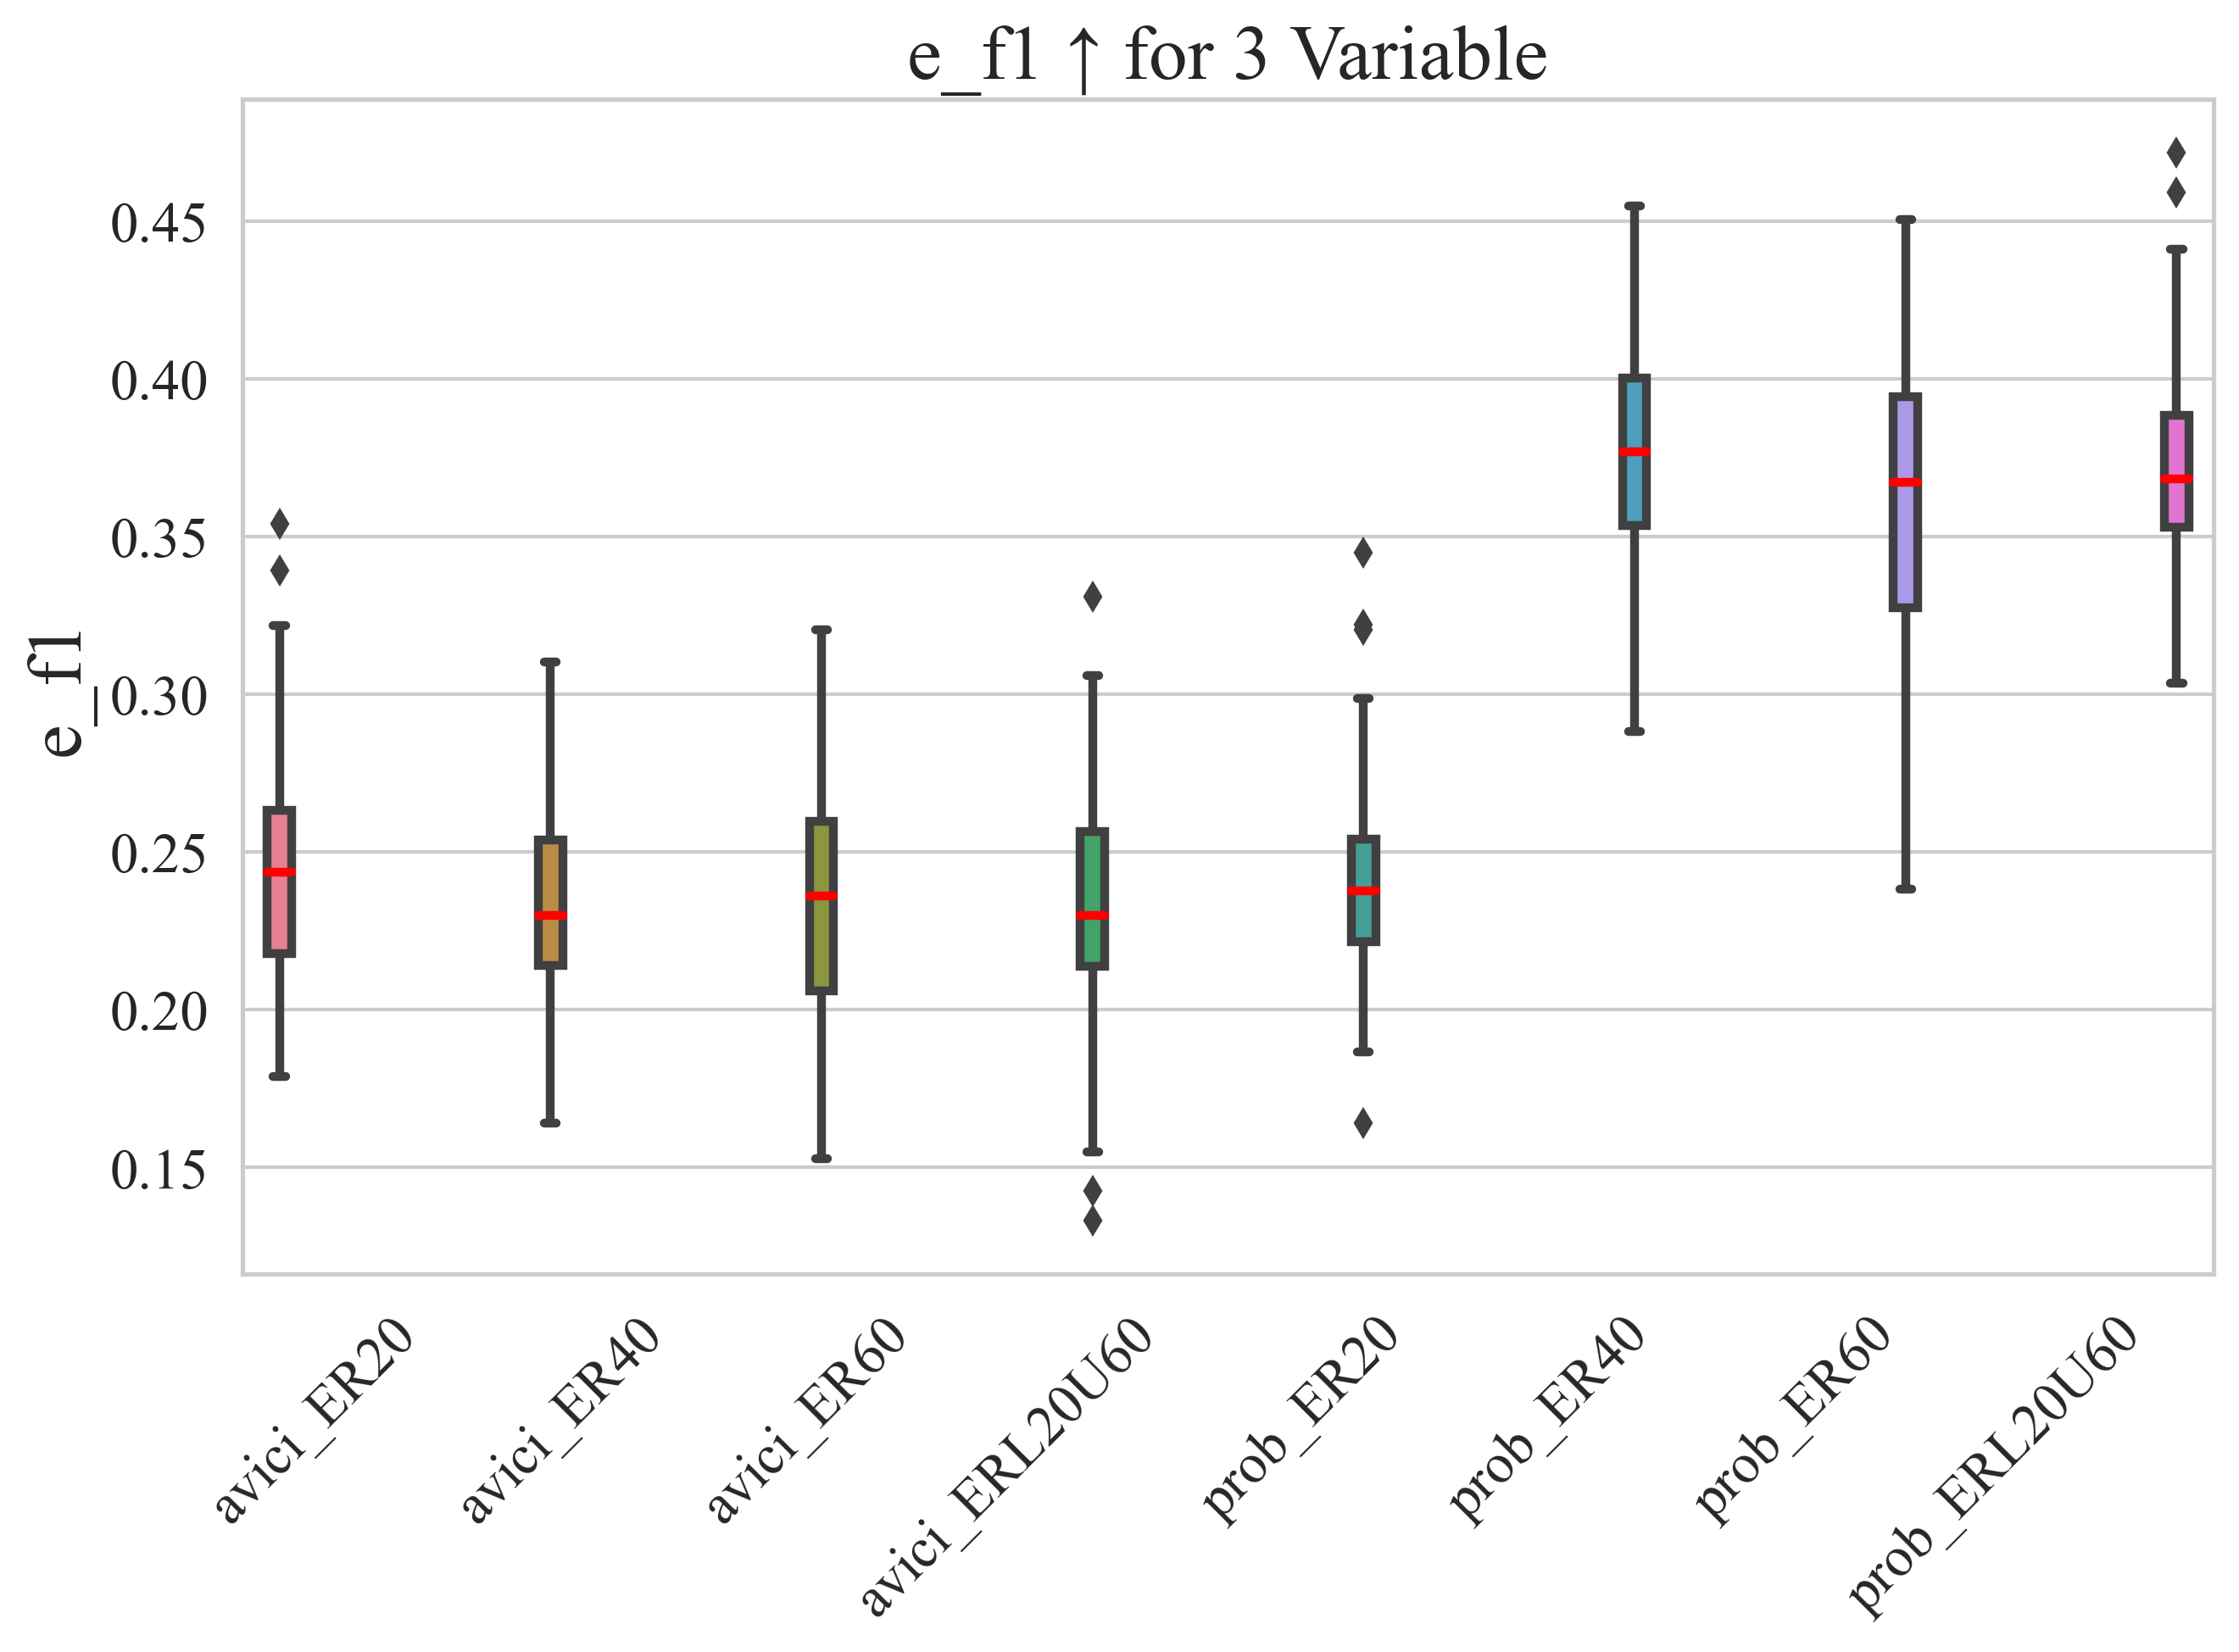 e_f1 ↑ for 3 Variable
e_f1
0.45
0.40
0.35
0.30
0.25
0.20
0.15
avici_ER20
avici_ER40
avici_ER60
avici_ERL20U60
prob_ER20
prob_ER40
prob_ER60
prob_ERL20U60